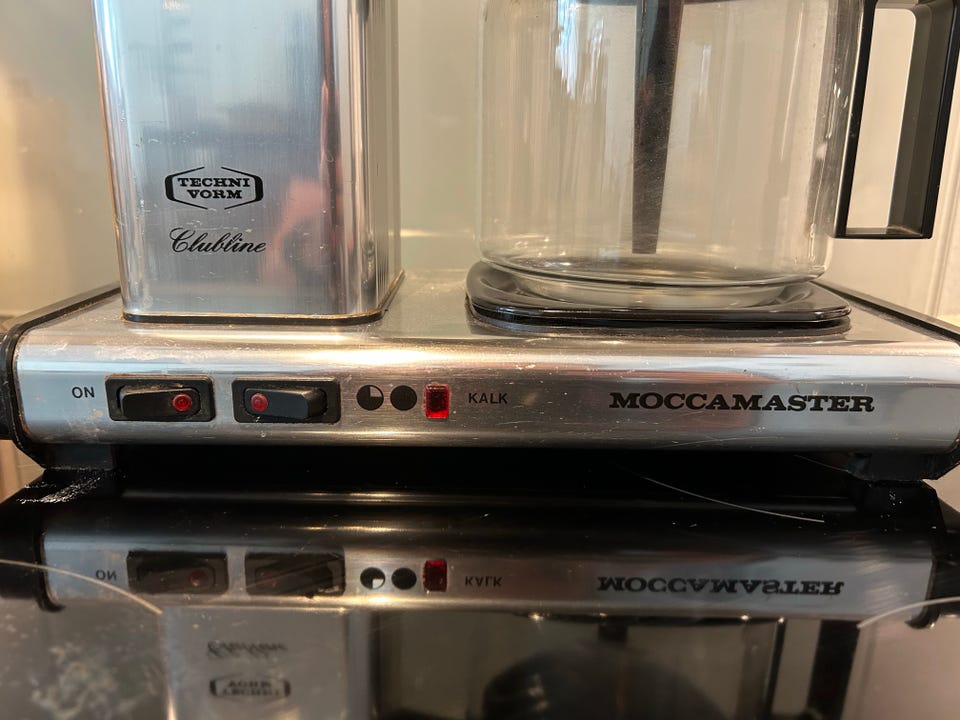 TECHNI
VORM
Clubline
ON
KALK
MOCCAMASTER